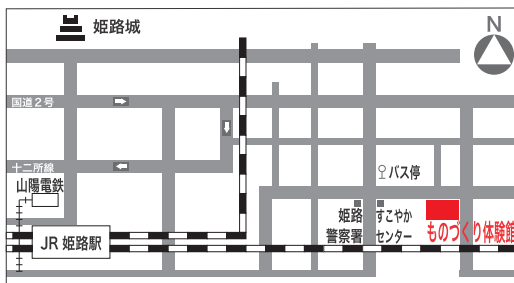 姫路城
N
国道2号
十二所線
バス停
山陽電鉄
姫路
警察署
すこやか
センター
ものづくり体験館
JR 姫路駅